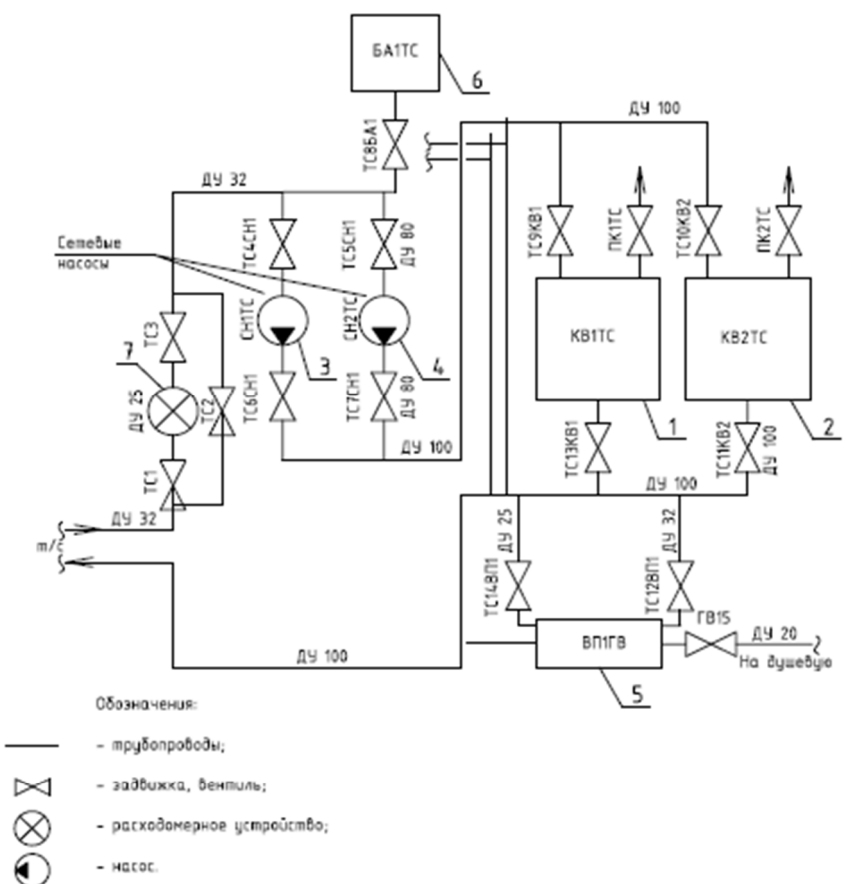 БА1ТС
6
ТС8БА1
ДУ 100
ДУ 32
Сетевые
насосы
ТС4СН1
ТС5СН1
ДУ 80
ТС9КВ1
ПК1ТС
ТС10КВ2
ПК2ТС
СН1ТС
СН2ТС
КВ1ТС
КВ2ТС
ТС3
7
3
4
ДУ 25
ТС2
ТС6СН1
ТС7СН1
ДУ 80
1
2
ТС13КВ1
ТС11КВ2
ДУ 100
ДУ 100
ТС1
ДУ 100
ДУ 32
т/с
ДУ 25
ДУ 32
ТС14ВП1
ТС12ВП1
ГВ15
ВП1ГВ
ДУ 20
На душевую
ДУ 100
5
Обозначения:
- трубопроводы;
- задвижка, вентиль;
- расходомерное устройство;
- насос.